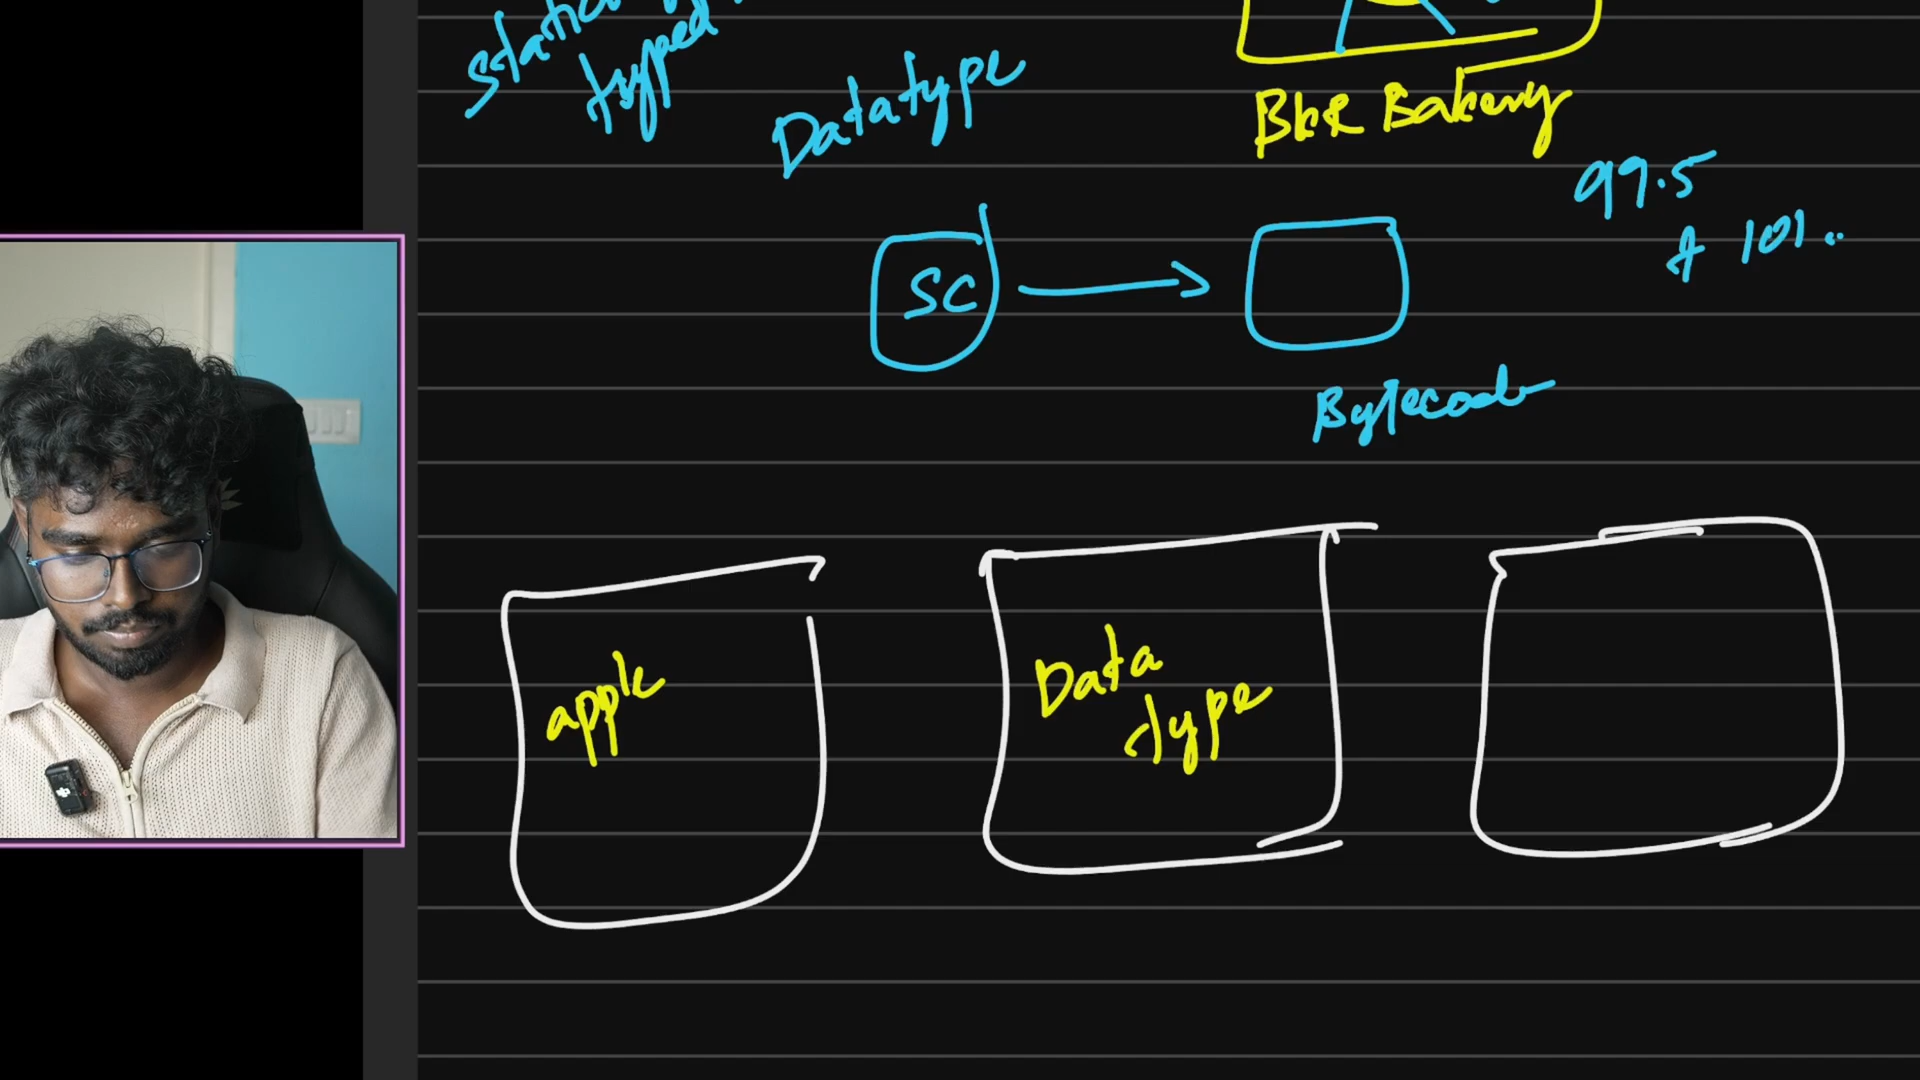 typed
Datatype
BkR Bakery
99.5
101..
SC
Bytecode
apple
Data
type